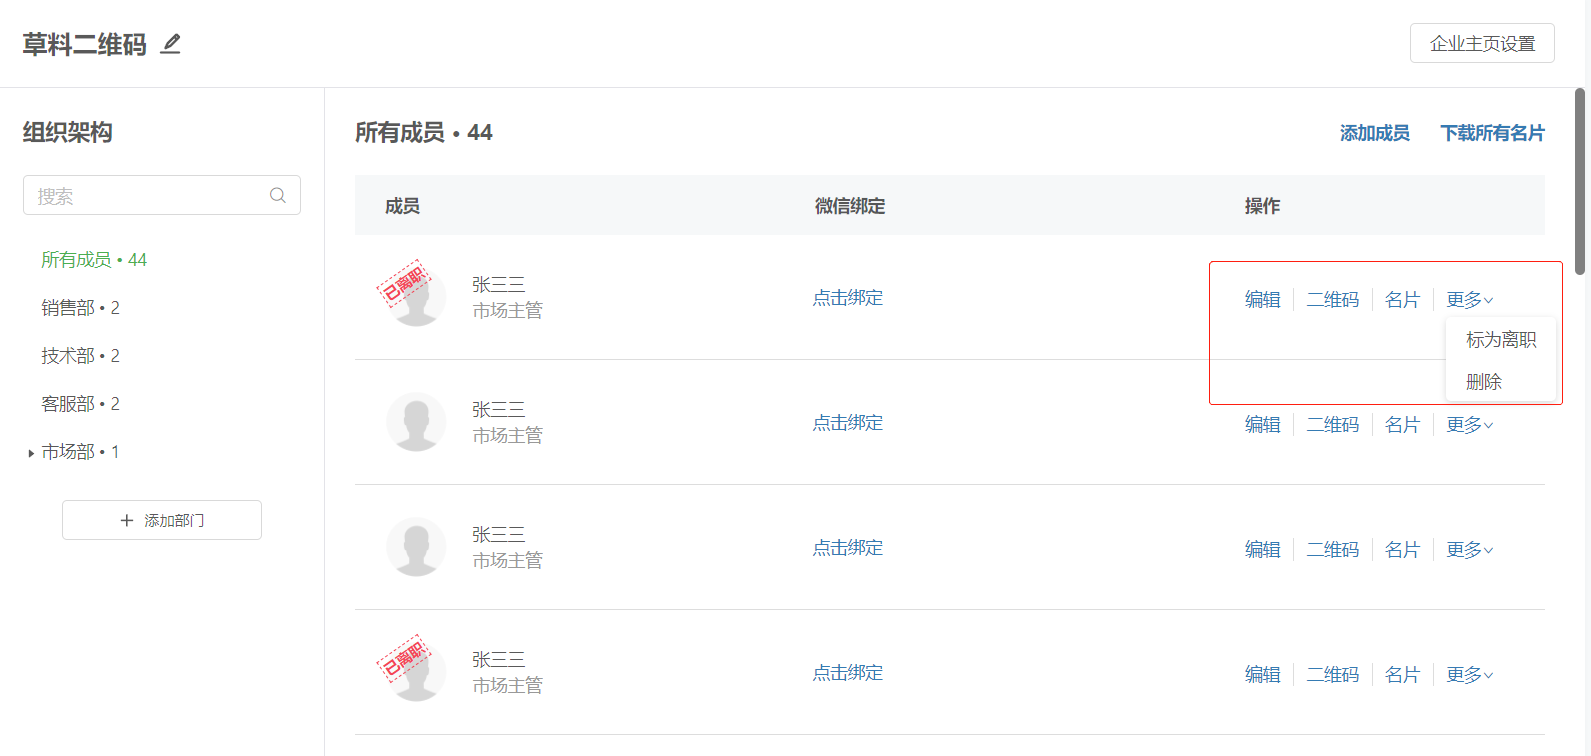 草料二维码
企业主页设置
组织架构
搜索
所有成员 • 44
销售部 • 2
技术部 • 2
客服部 • 2
市场部 • 1
添加部门
所有成员 • 44
添加成员 下载所有名片
成员 微信绑定 操作
已离职
张三三
市场主管
点击绑定
编辑 二维码 名片 更多
标为离职
删除
张三三
市场主管
点击绑定
编辑 二维码 名片 更多
张三三
市场主管
点击绑定
编辑 二维码 名片 更多
已离职
张三三
市场主管
点击绑定
编辑 二维码 名片 更多